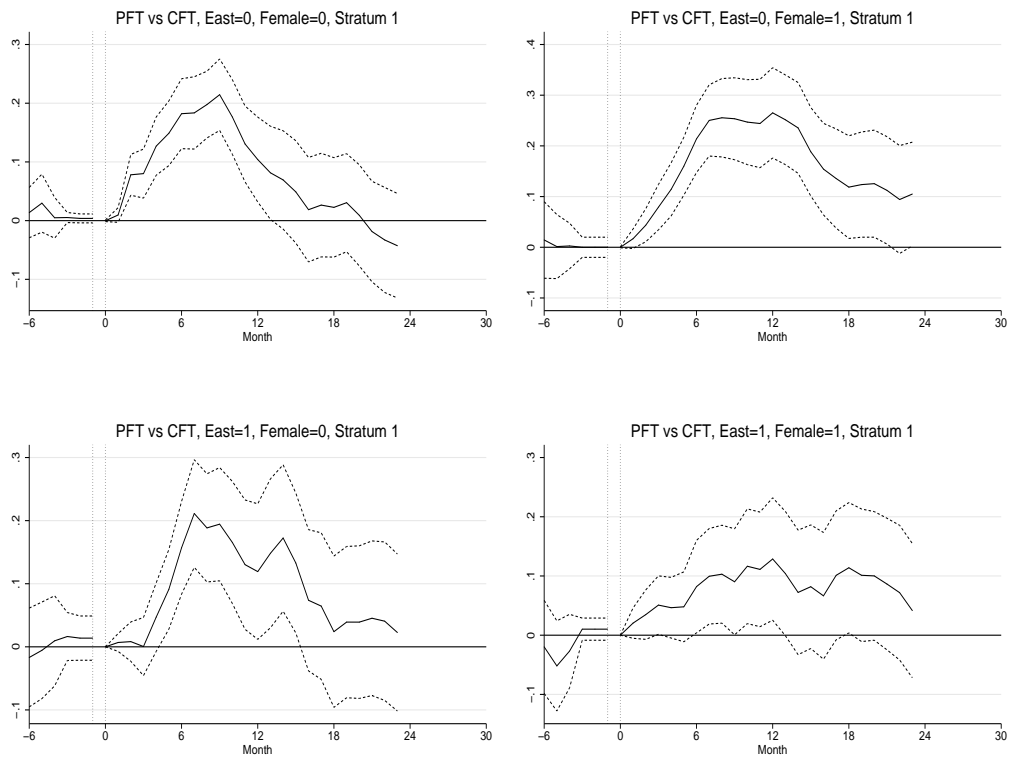 PFT vs CFT, East=0, Female=0, Stratum 1
.3
.2
.1
0
−.1
−6 0 6 12 18 24 30
Month
PFT vs CFT, East=0, Female=1, Stratum 1
.4
.3
.2
.1
0
−.1
−6 0 6 12 18 24 30
Month
PFT vs CFT, East=1, Female=0, Stratum 1
.3
.2
.1
0
−.1
−6 0 6 12 18 24 30
Month
PFT vs CFT, East=1, Female=1, Stratum 1
.3
.2
.1
0
−.1
−6 0 6 12 18 24 30
Month